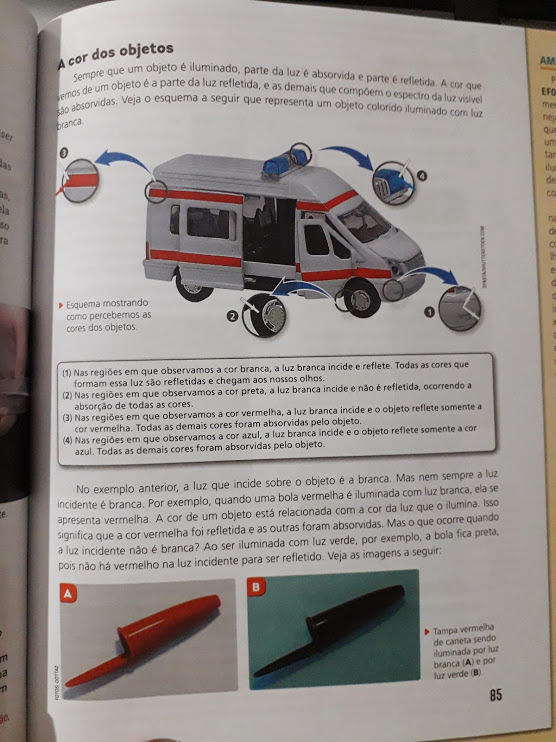 A cor dos objetos
Sempre que um objeto é iluminado, parte da luz é absorvida e parte é refletida. A cor que
vemos de um objeto é a parte da luz refletida, e as demais que compõem o espectro da luz visível
são absorvidas. Veja o esquema a seguir que representa um objeto colorido iluminado com luz
branca.
3
4
2
1
Esquema mostrando
como percebemos as
cores dos objetos.
(1) Nas regiões em que observamos a cor branca, a luz branca incide e reflete. Todas as cores que
formam essa luz são refletidas e chegam aos nossos olhos.
(2) Nas regiões em que observamos a cor preta, a luz branca incide e não é refletida, ocorrendo a
absorção de todas as cores.
(3) Nas regiões em que observamos a cor vermelha, a luz branca incide e o objeto reflete somente a
cor vermelha. Todas as demais cores foram absorvidas pelo objeto.
(4) Nas regiões em que observamos a cor azul, a luz branca incide e o objeto reflete somente a cor
azul. Todas as demais cores foram absorvidas pelo objeto.
No exemplo anterior, a luz que incide sobre o objeto é a branca. Mas nem sempre a luz
incidente é branca. Por exemplo, quando uma bola vermelha é iluminada com luz branca, ela se
apresenta vermelha. A cor de um objeto está relacionada com a cor da luz que o ilumina. Isso
significa que a cor vermelha foi refletida e as outras foram absorvidas. Mas o que ocorre quando
a luz incidente não é branca? Ao ser iluminada com luz verde, por exemplo, a bola fica preta,
pois não há vermelho na luz incidente para ser refletido. Veja as imagens a seguir:
A
B
Tampa vermelha
de caneta sendo
iluminada por luz
branca (A) e por
luz verde (B).
85